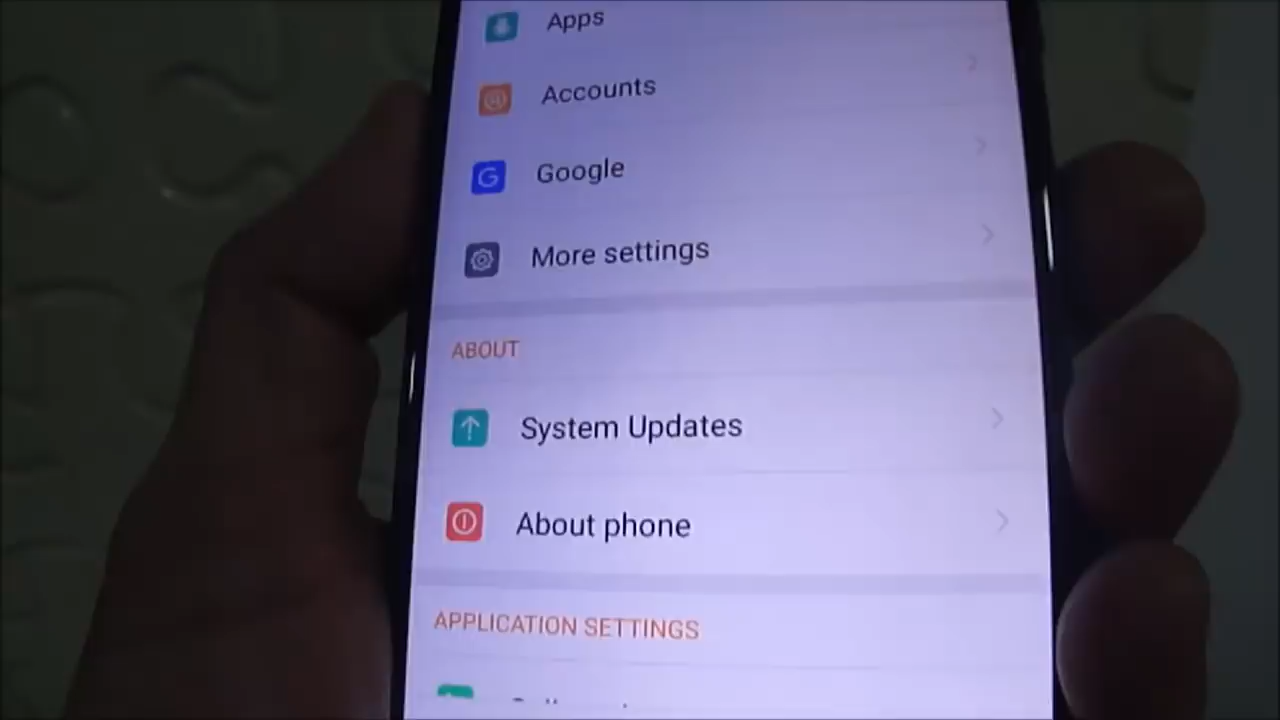 Apps
Accounts
Google
More settings
ABOUT
System Updates
About phone
APPLICATION SETTINGS